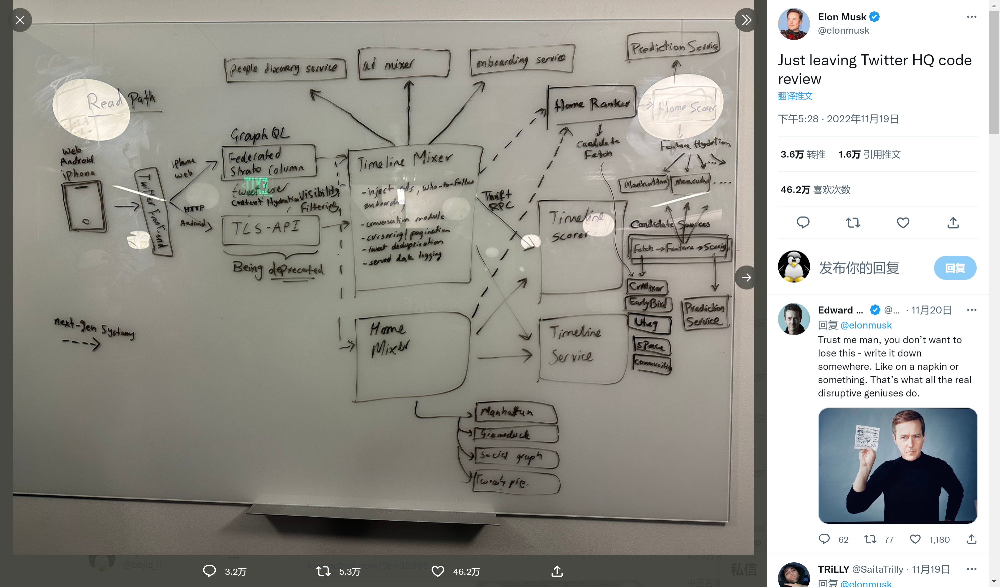 Read Path
people discovery service
ad mixer
onboarding service
Prediction Service
Home Ranker
Home Scorer
Candidate
Fetch
Feature Hydration
Manhattan
memcache
....
Web
Android
iphone
Twitter Front-end
iphone
web
HTTP
Android
GraphQL
Federated
Strato Column
EXIT
tweet/user
Content Hydration
Visibility
Filtering
TLS-API
Being deprecated
Timeline Mixer
-inject ads, who-to-follow
onboarding
-conversation module
-cursoring/pagination
-tweet deduplication
-served data logging
Thrift
RPC
Timeline
scorer
Candidate Sources
Fetch → Feature → Scoring
CrMixer
EarlyBird
Uteg
Space
Prediction
Service
next-gen systems
Home
Mixer
Timeline
Service
Manhattan
Gizmoduck
Social graph
Tweety pie
@bojie_li
私信
3.2万
5.3万
46.2万
Elon Musk
@elonmusk
Just leaving Twitter HQ code
review
翻译推文
下午5:28 · 2022年11月19日
3.6万 转推 1.6万 引用推文
46.2万 喜欢次数
发布你的回复
回复
Edward ... @... · 11月20日
回复 @elonmusk
Trust me man, you don’t want to
lose this - write it down
somewhere. Like on a napkin or
something. That’s what all the real
disruptive geniuses do.
62
77
1,180
TRiLLY @SaitaTrilly · 11月19日
回复 @elonmusk